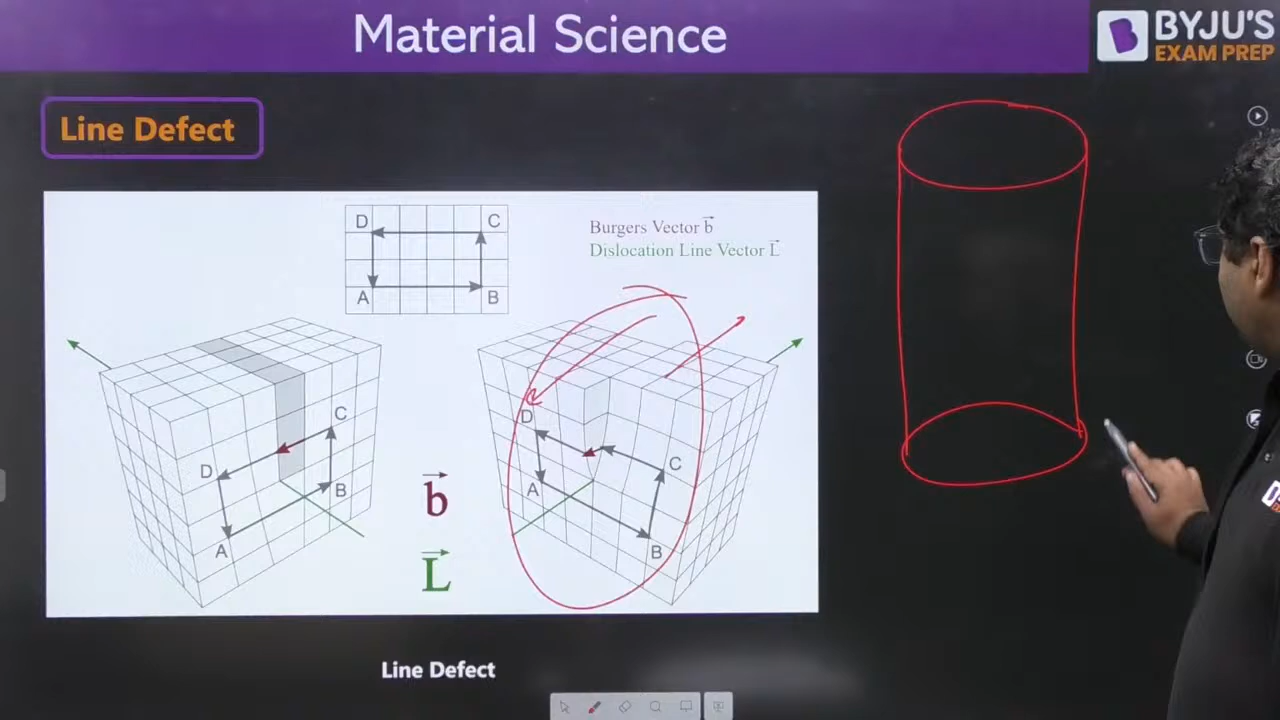 Material Science
BYJU'S
EXAM PREP
Line Defect
D
C
A
B
Burgers Vector b⃗
Dislocation Line Vector L⃗
C
D
B
A
D
C
A
B
b⃗
L⃗
Line Defect